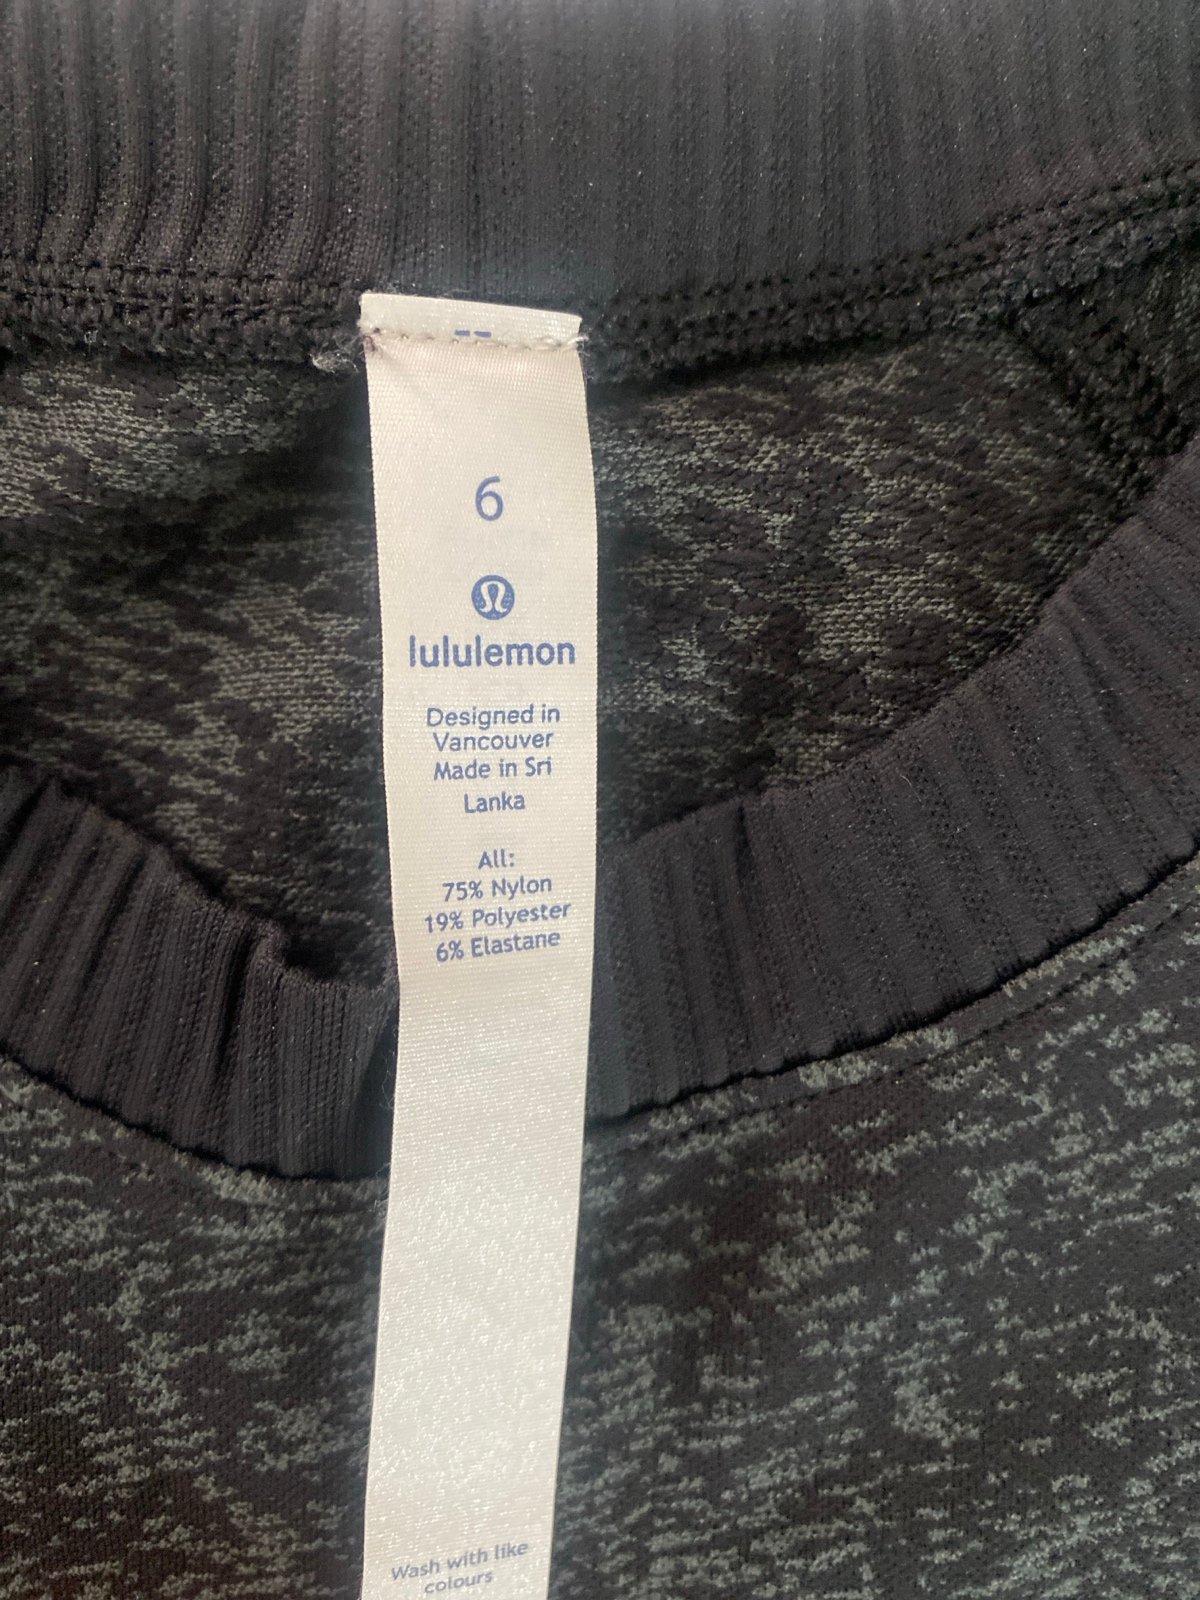 6
lululemon
Designed in
Vancouver
Made in Sri
Lanka
All:
75% Nylon
19% Polyester
6% Elastane
Wash with like
colours